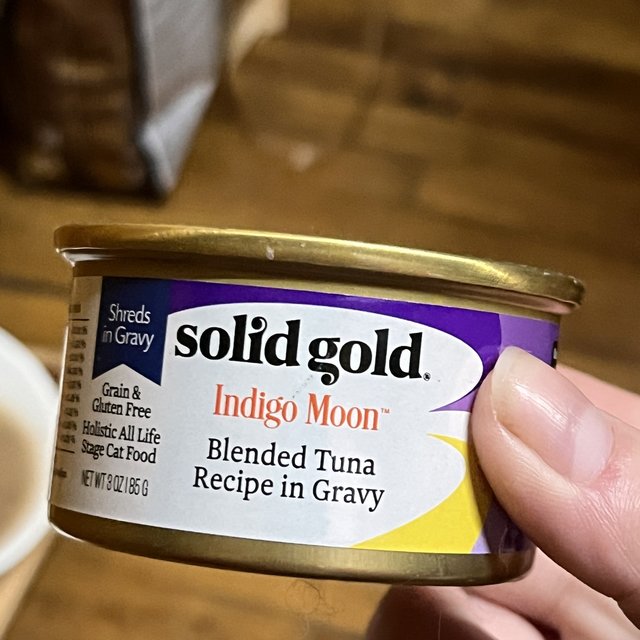 Shreds
in Gravy
solid gold®
Indigo Moon™
Grain &
Gluten Free
Holistic All Life
Stage Cat Food
Blended Tuna
Recipe in Gravy
NET WT 3 OZ | 85 G